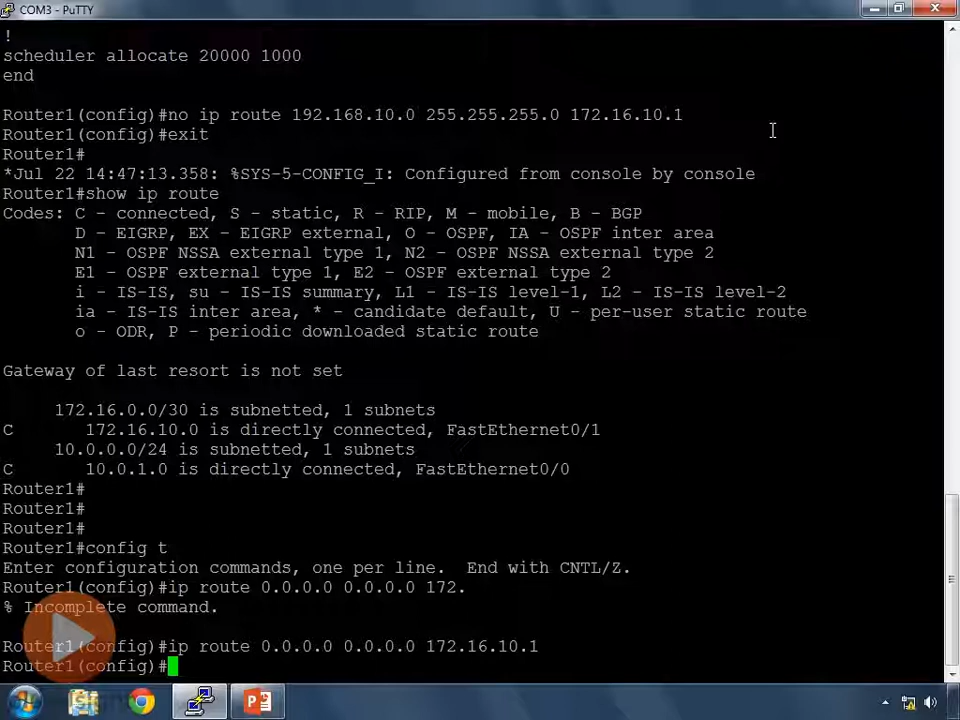 COM3 - PuTTY
!
scheduler allocate 20000 1000
end
Router1(config)#no ip route 192.168.10.0 255.255.255.0 172.16.10.1
Router1(config)#exit
Router1#
*Jul 22 14:47:13.358: %SYS-5-CONFIG_I: Configured from console by console
Router1#show ip route
Codes: C - connected, S - static, R - RIP, M - mobile, B - BGP
D - EIGRP, EX - EIGRP external, O - OSPF, IA - OSPF inter area
N1 - OSPF NSSA external type 1, N2 - OSPF NSSA external type 2
E1 - OSPF external type 1, E2 - OSPF external type 2
i - IS-IS, su - IS-IS summary, L1 - IS-IS level-1, L2 - IS-IS level-2
ia - IS-IS inter area, * - candidate default, U - per-user static route
o - ODR, P - periodic downloaded static route
Gateway of last resort is not set
172.16.0.0/30 is subnetted, 1 subnets
C 172.16.10.0 is directly connected, FastEthernet0/1
10.0.0.0/24 is subnetted, 1 subnets
C 10.0.1.0 is directly connected, FastEthernet0/0
Router1#
Router1#
Router1#
Router1#config t
Enter configuration commands, one per line. End with CNTL/Z.
Router1(config)#ip route 0.0.0.0 0.0.0.0 172.
% Incomplete command.
Router1(config)#ip route 0.0.0.0 0.0.0.0 172.16.10.1
Router1(config)#